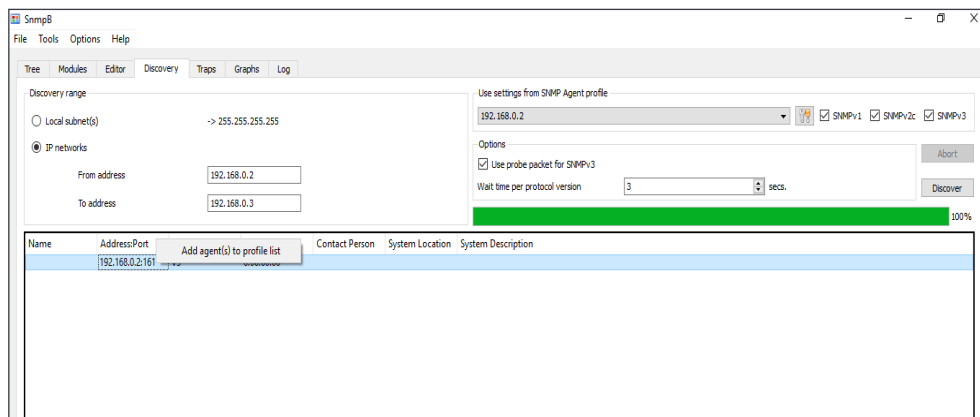 SnmpB
File Tools Options Help
Tree Modules Editor Discovery Traps Graphs Log
Discovery range
Local subnet(s) -> 255.255.255.255
IP networks
From address 192.168.0.2
To address 192.168.0.3
Use settings from SNMP Agent profile
192.168.0.2 SNMPv1 SNMPv2c SNMPv3
Options
Use probe packet for SNMPv3
Wait time per protocol version 3 secs.
Abort
Discover
100%
Name Address:Port Contact Person System Location System Description
Add agent(s) to profile list
192.168.0.2:161